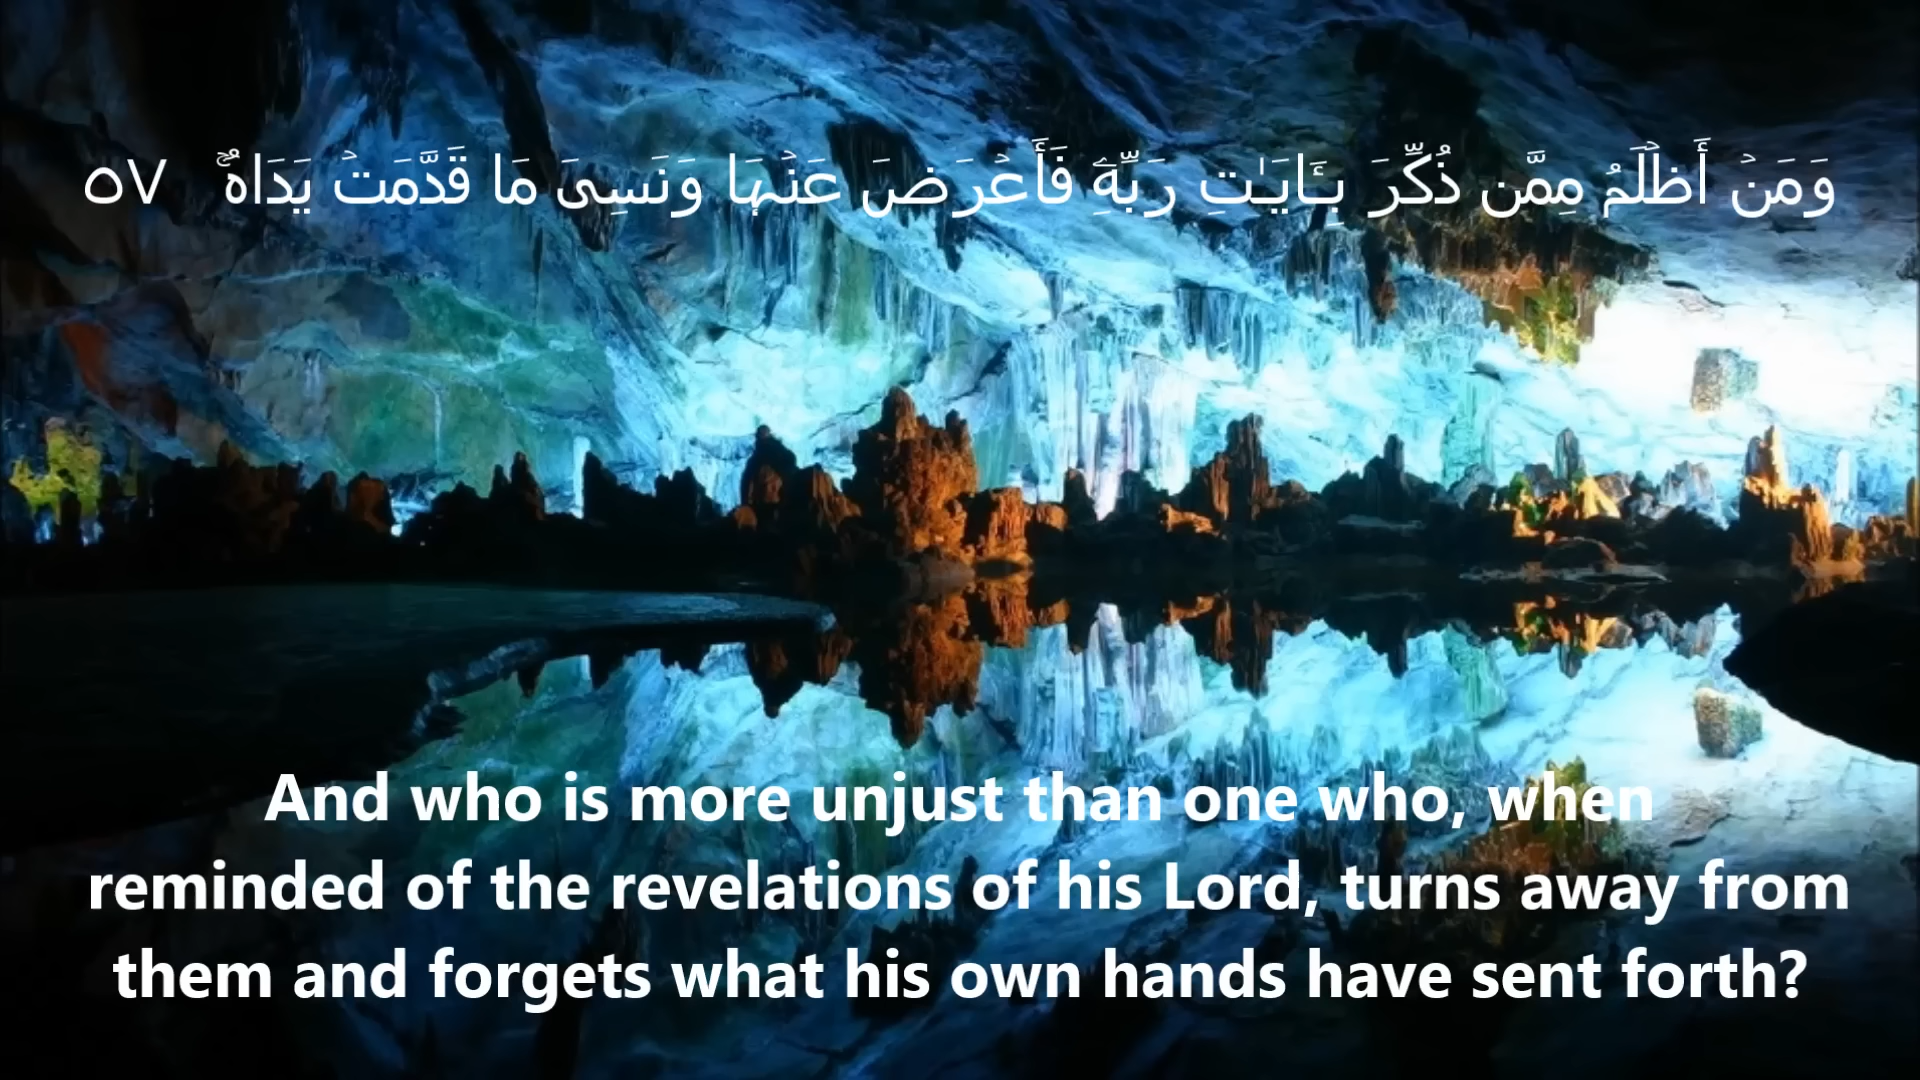 وَمَنۡ أَظۡلَمُ مِمَّن ذُكِّرَ بِـَٔايَـٰتِ رَبِّهِۦ فَأَعۡرَضَ عَنۡهَا وَنَسِىَ مَا قَدَّمَتۡ يَدَاهُۚ ٥٧
And who is more unjust than one who, when
reminded of the revelations of his Lord, turns away from
them and forgets what his own hands have sent forth?